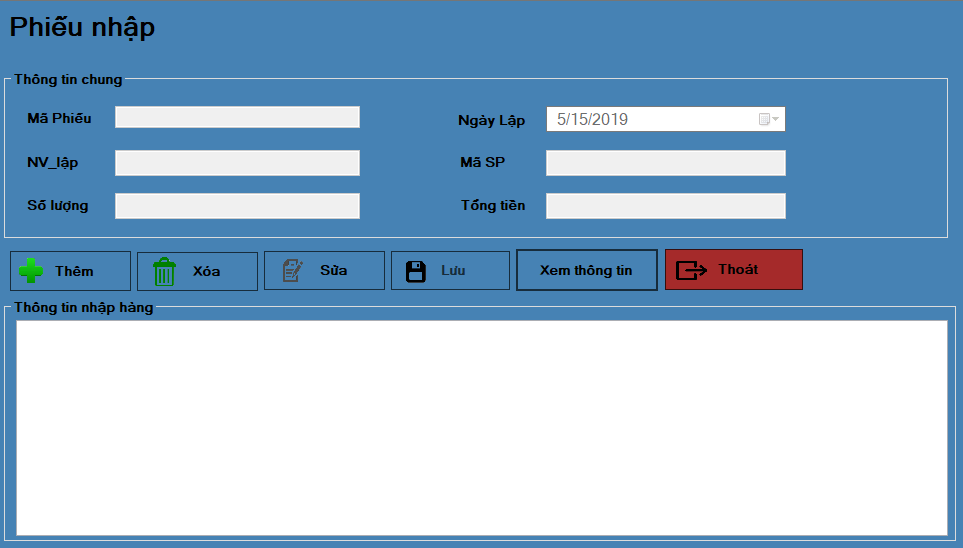 Phiếu nhập
Thông tin chung
Mã Phiếu
Ngày Lập
5/15/2019
NV_lập
Mã SP
Số lượng
Tổng tiền
Thêm
Xóa
Sửa
Lưu
Xem thông tin
Thoát
Thông tin nhập hàng